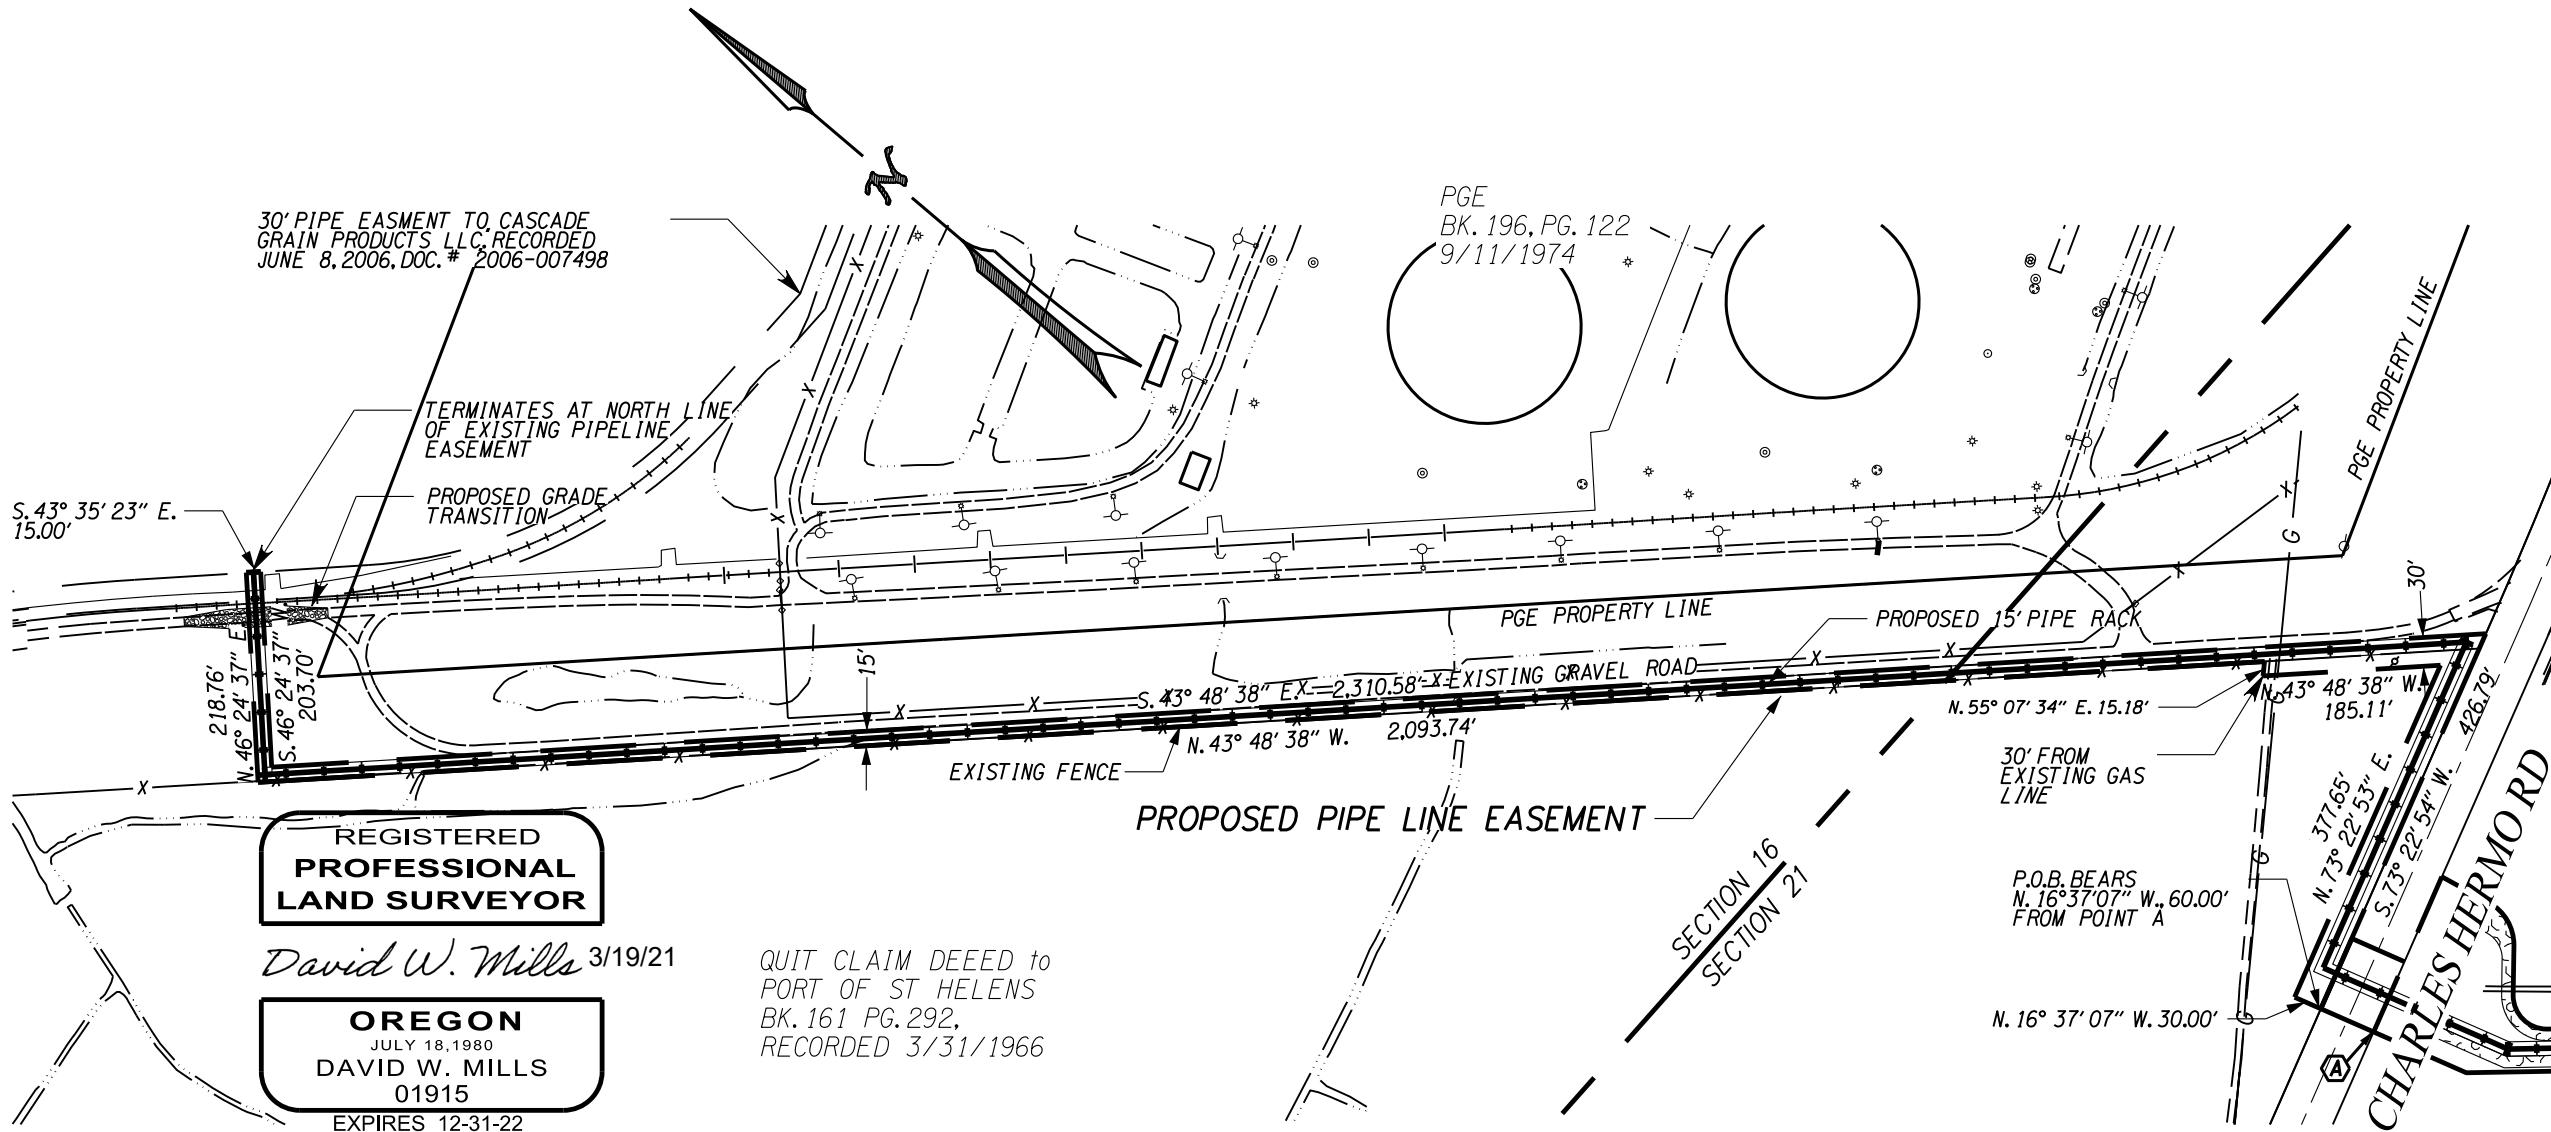 N
PGE
BK. 196, PG. 122
9/11/1974
30' PIPE EASMENT TO CASCADE
GRAIN PRODUCTS LLC, RECORDED
JUNE 8, 2006, DOC. # 2006-007498
TERMINATES AT NORTH LINE
OF EXISTING PIPELINE
EASEMENT
PROPOSED GRADE
TRANSITION
S. 43° 35' 23" E.
15.00'
218.76'
N. 46° 24' 37" E.
S. 46° 24' 37" W.
203.70'
PGE PROPERTY LINE
PGE PROPERTY LINE
PROPOSED 15' PIPE RACK
30'
15'
S. 43° 48' 38" E. 2,310.58'
EXISTING GRAVEL ROAD
N. 43° 48' 38" W. 2,093.74'
EXISTING FENCE
PROPOSED PIPE LINE EASEMENT
N. 55° 07' 34" E. 15.18'
N. 43° 48' 38" W.
185.11'
426.79'
30' FROM
EXISTING GAS
LINE
377.65'
N. 73° 22' 53" E.
S. 73° 22' 54" W.
P.O.B. BEARS
N. 16°37'07" W., 60.00'
FROM POINT A
N. 16° 37' 07" W. 30.00'
CHARLES HERMO RD
A
G
G
G
G
SECTION 16
SECTION 21
REGISTERED
PROFESSIONAL
LAND SURVEYOR
David W. Mills 3/19/21
OREGON
JULY 18, 1980
DAVID W. MILLS
01915
EXPIRES 12-31-22
QUIT CLAIM DEEED to
PORT OF ST HELENS
BK. 161 PG. 292,
RECORDED 3/31/1966